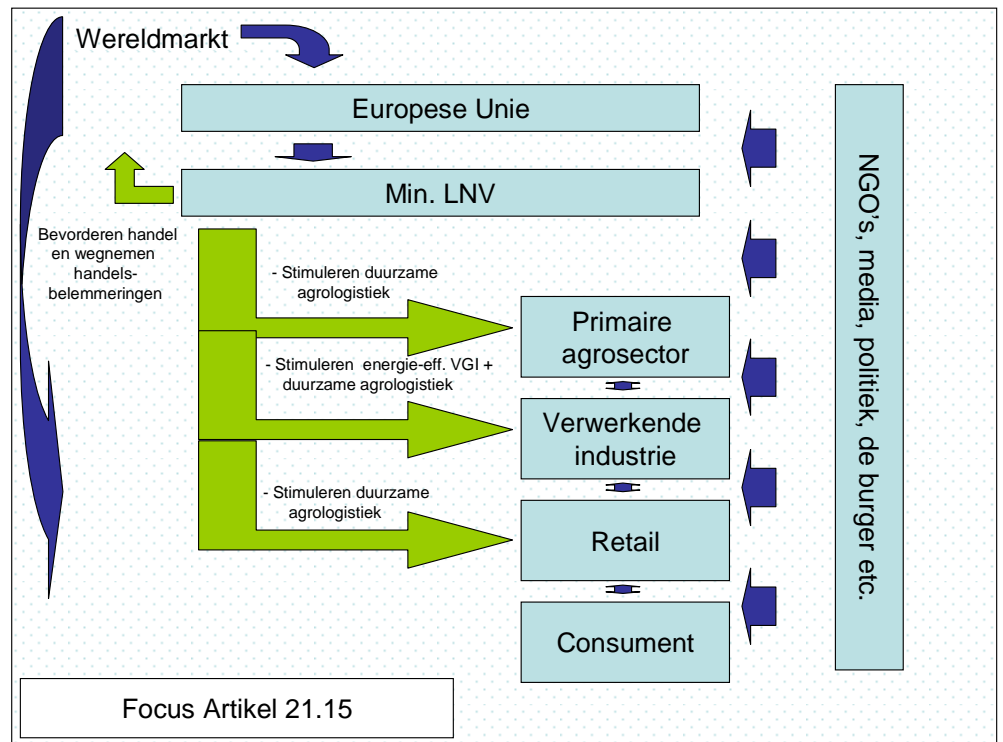 Wereldmarkt
Europese Unie
Min. LNV
Bevorderen handel
en wegnemen
handels-
belemmeringen
- Stimuleren duurzame
agrologistiek
Primaire
agrosector
- Stimuleren energie-eff. VGI +
duurzame agrologistiek
Verwerkende
industrie
- Stimuleren duurzame
agrologistiek
Retail
Consument
NGO's, media, politiek, de burger etc.
Focus Artikel 21.15